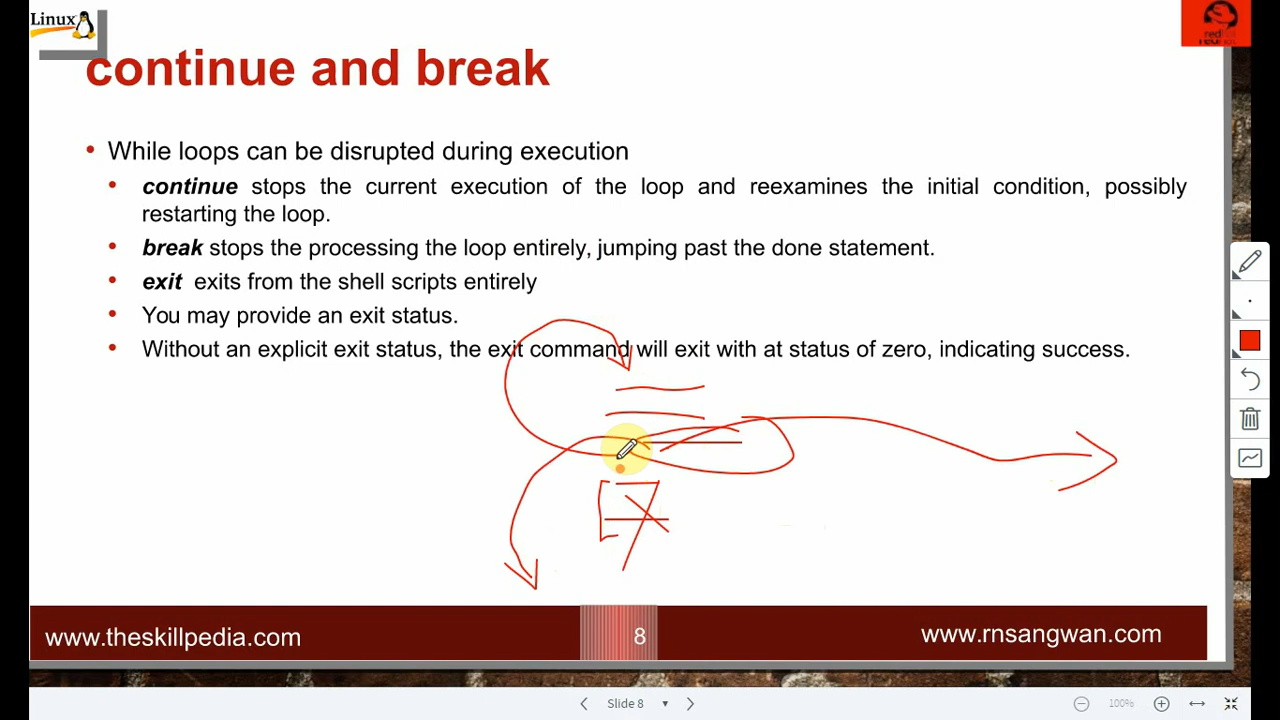 Linux
continue and break
While loops can be disrupted during execution
continue stops the current execution of the loop and reexamines the initial condition, possibly
restarting the loop.
break stops the processing the loop entirely, jumping past the done statement.
exit exits from the shell scripts entirely
You may provide an exit status.
Without an explicit exit status, the exit command will exit with at status of zero, indicating success.
www.theskillpedia.com
8
www.rnsangwan.com
Slide 8
100%